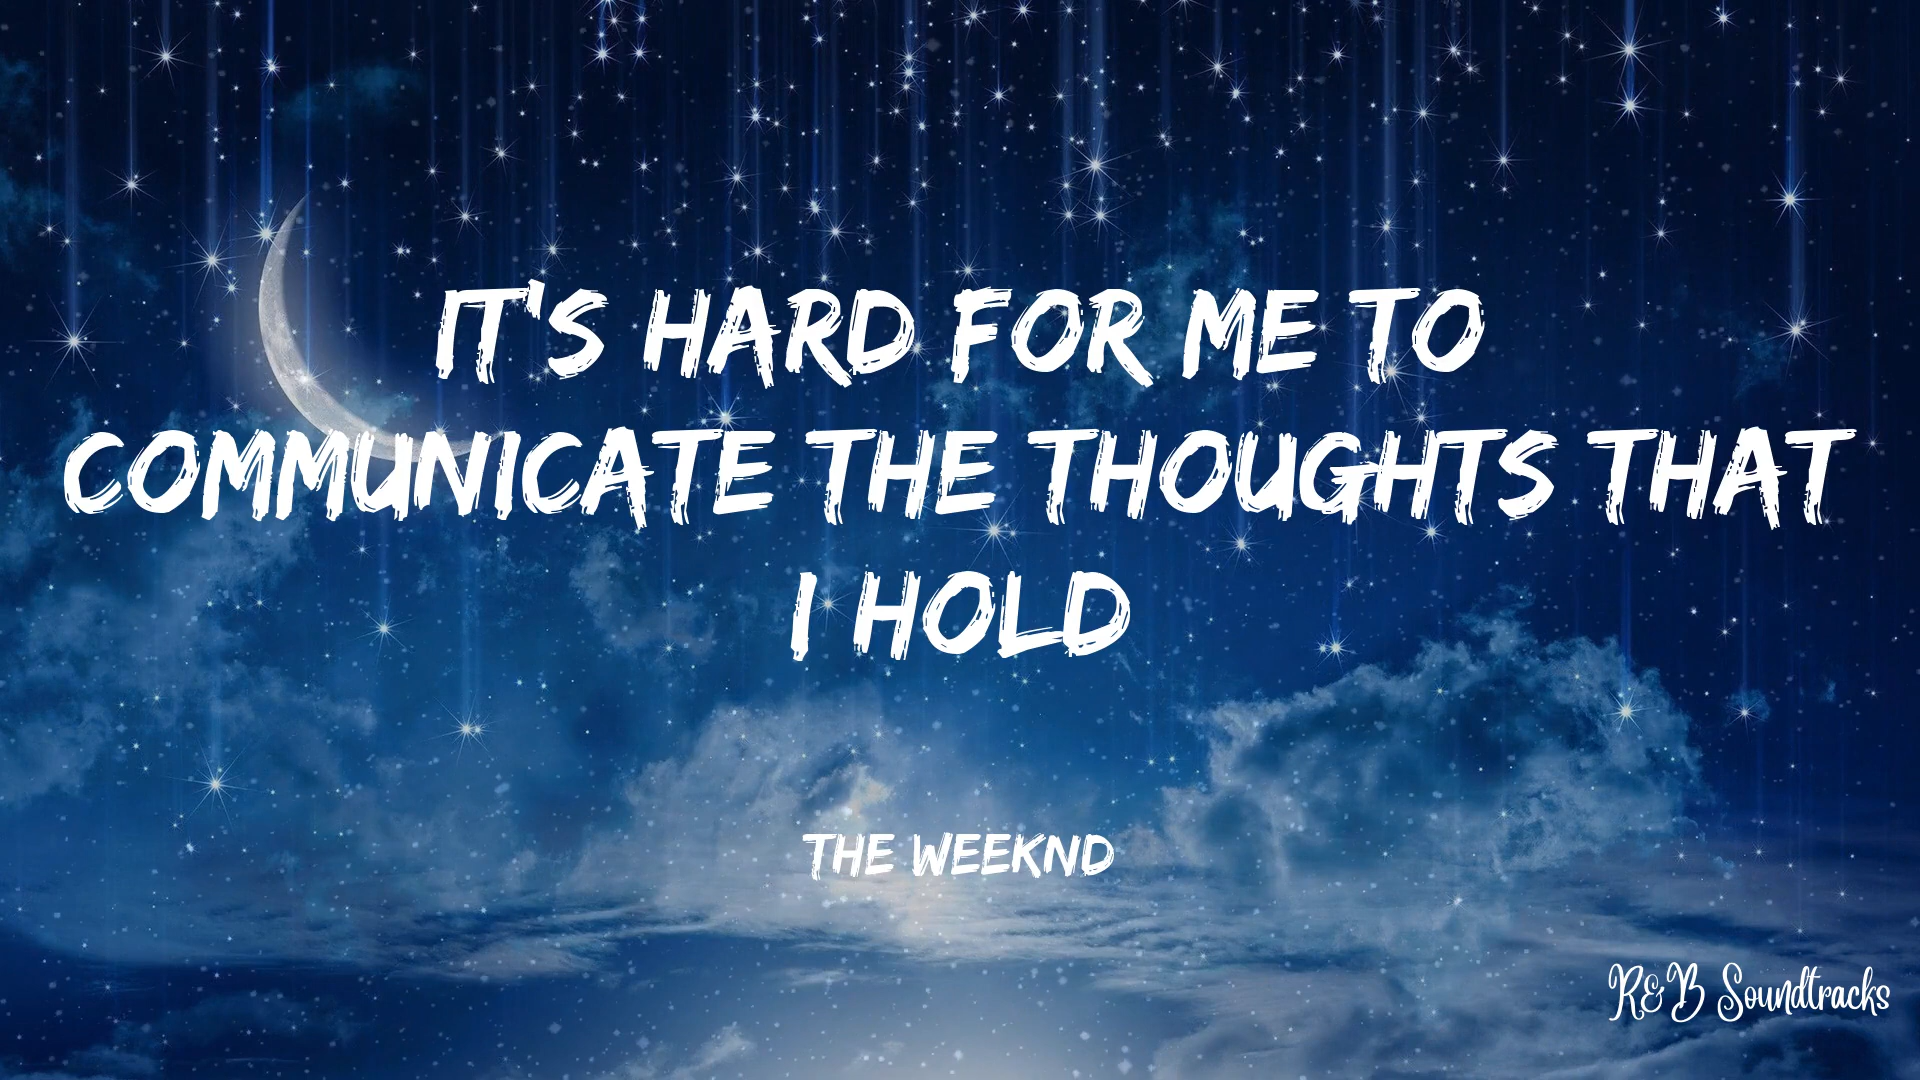 IT'S HARD FOR ME TO
COMMUNICATE THE THOUGHTS THAT
I HOLD
THE WEEKND
R&B Soundtracks